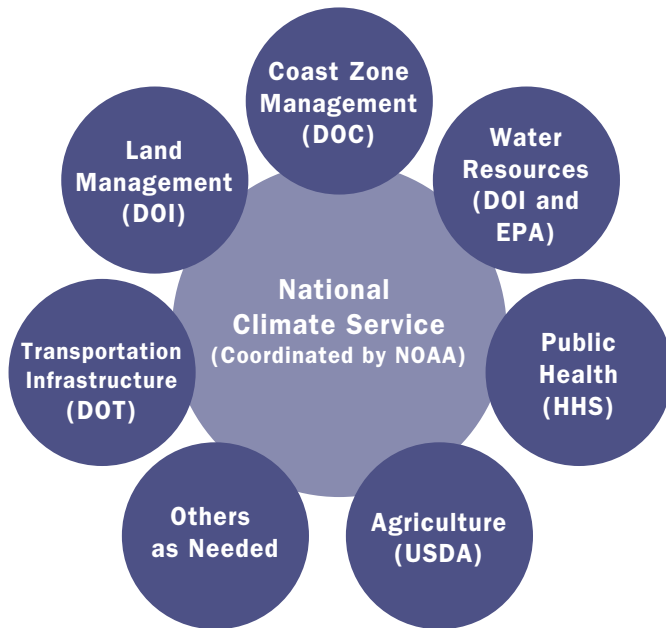 Coast Zone
Management
(DOC)
Water
Resources
(DOI and
EPA)
Land
Management
(DOI)
National
Climate Service
(Coordinated by NOAA)
Public
Health
(HHS)
Transportation
Infrastructure
(DOT)
Others
as Needed
Agriculture
(USDA)